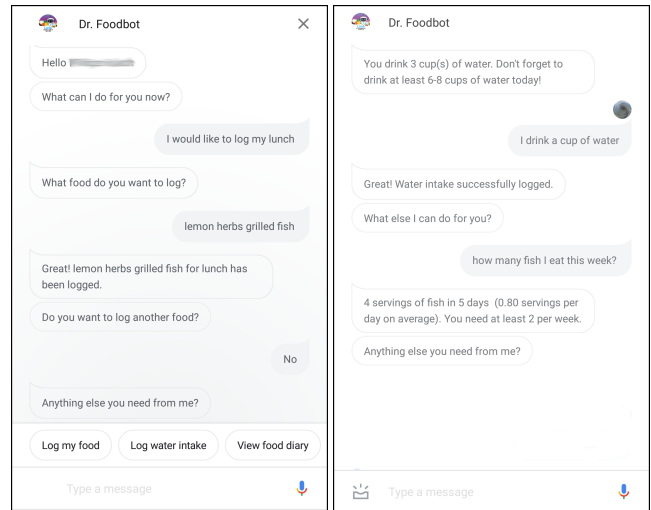 Dr. Foodbot
Hello
What can I do for you now?
I would like to log my lunch
What food do you want to log?
lemon herbs grilled fish
Great! lemon herbs grilled fish for lunch has
been logged.
Do you want to log another food?
No
Anything else you need from me?
Log my food
Log water intake
View food diary
Type a message
Dr. Foodbot
You drink 3 cup(s) of water. Don't forget to
drink at least 6-8 cups of water today!
I drink a cup of water
Great! Water intake successfully logged.
What else I can do for you?
how many fish I eat this week?
4 servings of fish in 5 days (0.80 servings per
day on average). You need at least 2 per week.
Anything else you need from me?
Type a message